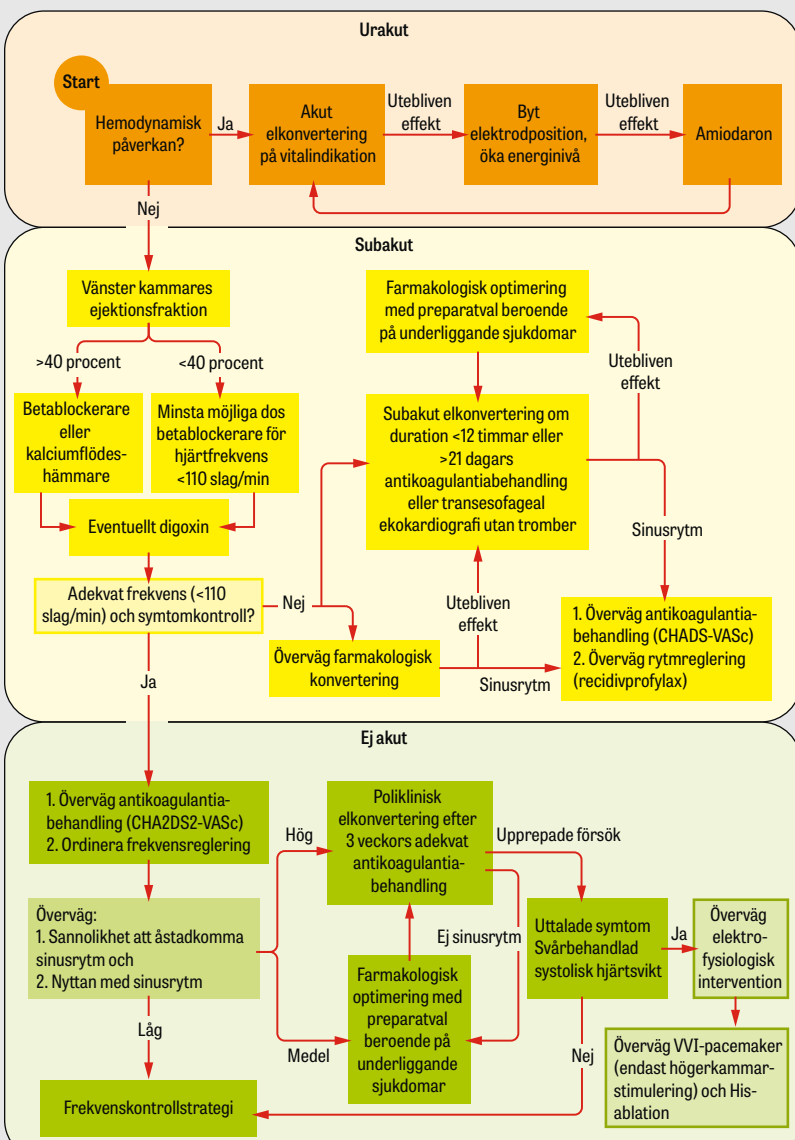 Urakut
Start
Hemodynamisk
påverkan?
Ja
Akut
elkonvertering
på vitalindikation
Utebliven
effekt
Byt
elektrodposition,
öka energinivå
Utebliven
effekt
Amiodaron
Nej
Subakut
Vänster kammares
ejektionsfraktion
>40 procent
<40 procent
Betablockerare
eller
kalciumflödes-
hämmare
Minsta möjliga dos
betablockerare för
hjärtfrekvens
<110 slag/min
Eventuellt digoxin
Adekvat frekvens (<110
slag/min) och symtomkontroll?
Nej
Ja
Farmakologisk optimering
med preparatval beroende
på underliggande sjukdomar
Utebliven
effekt
Subakut elkonvertering om
duration <12 timmar eller
>21 dagars
antikoagulantiabehandling
eller transesofageal
ekokardiografi utan tromber
Sinusrytm
Utebliven
effekt
Överväg farmakologisk
konvertering
Sinusrytm
1. Överväg antikoagulantia-
behandling (CHADS-VASc)
2. Överväg rytmreglering
(recidivprofylax)
Ej akut
1. Överväg antikoagulantia-
behandling (CHA2DS2-VASc)
2. Ordinera frekvensreglering
Överväg:
1. Sannolikhet att åstadkomma
sinusrytm och
2. Nyttan med sinusrytm
Hög
Medel
Låg
Poliklinisk
elkonvertering efter
3 veckors adekvat
antikoagulantia-
behandling
Upprepade försök
Ej sinusrytm
Farmakologisk
optimering med
preparatval
beroende på
underliggande
sjukdomar
Uttalade symtom
Svårbehandlad
systolisk hjärtsvikt
Ja
Nej
Överväg
elektro-
fysiologisk
intervention
Överväg VVI-pacemaker
(endast högerkammar-
stimulering) och His-
ablation
Frekvenskontrollstrategi